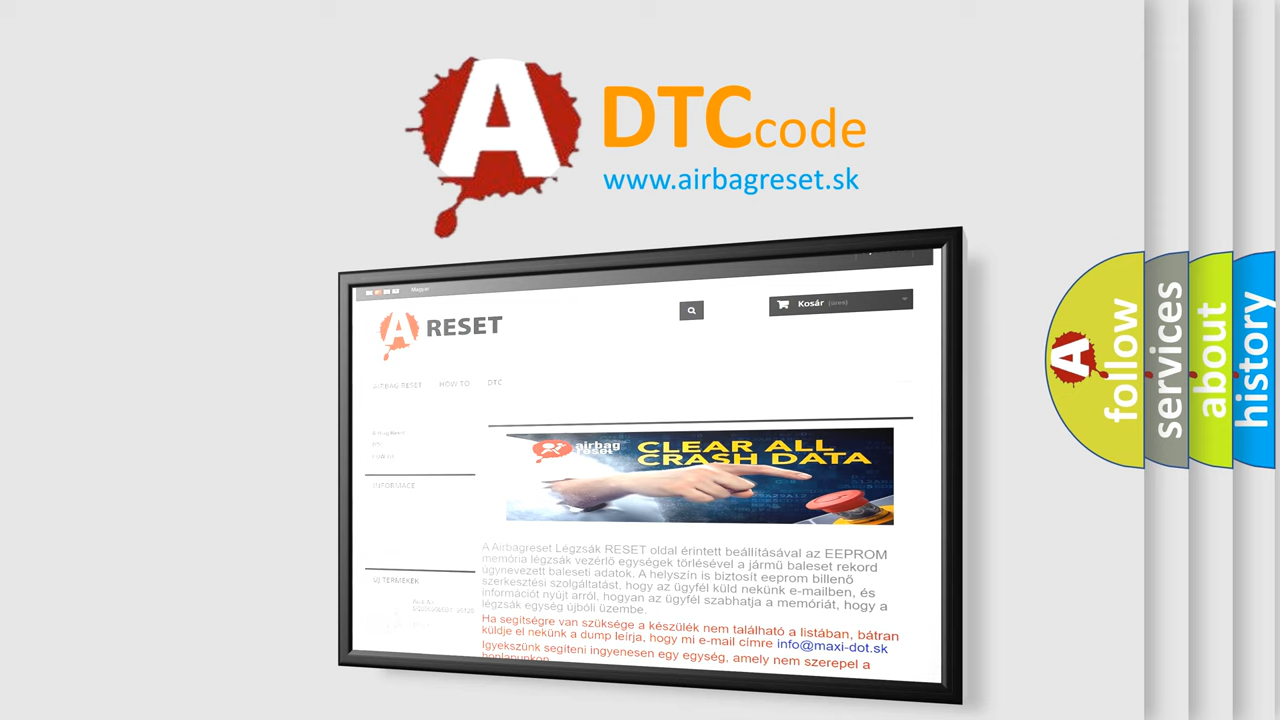 A DTC code
www.airbagreset.sk
Magyar
A RESET
Kosár (üres)
AIRBAG RESET HOW TO DTC
INFORMACE
airbag
reset
CLEAR ALL
CRASH DATA
A Airbagreset Légzsák RESET oldal érintett beállításával az EEPROM
memória légzsák vezérlő egységek törlésével a jármű baleset rekord
úgynevezett baleseti adatok. A helyszín is biztosít eeprom billenő
szerkesztési szolgáltatást, hogy az ügyfél küld nekünk e-mailben, és
információt nyújt arról, hogyan az ügyfél szabhatja a memóriát, hogy a
légzsák egység újbóli üzembe.
Ha segítségre van szüksége a készülék nem található a listában, bátran
küldje el nekünk a dump leírja, hogy mi e-mail címre info@maxi-dot.sk
Igyekszünk segíteni ingyenesen egy egység, amely nem szerepel a
honlapunkon
ÚJ TERMÉKEK
A follow
services
about
history